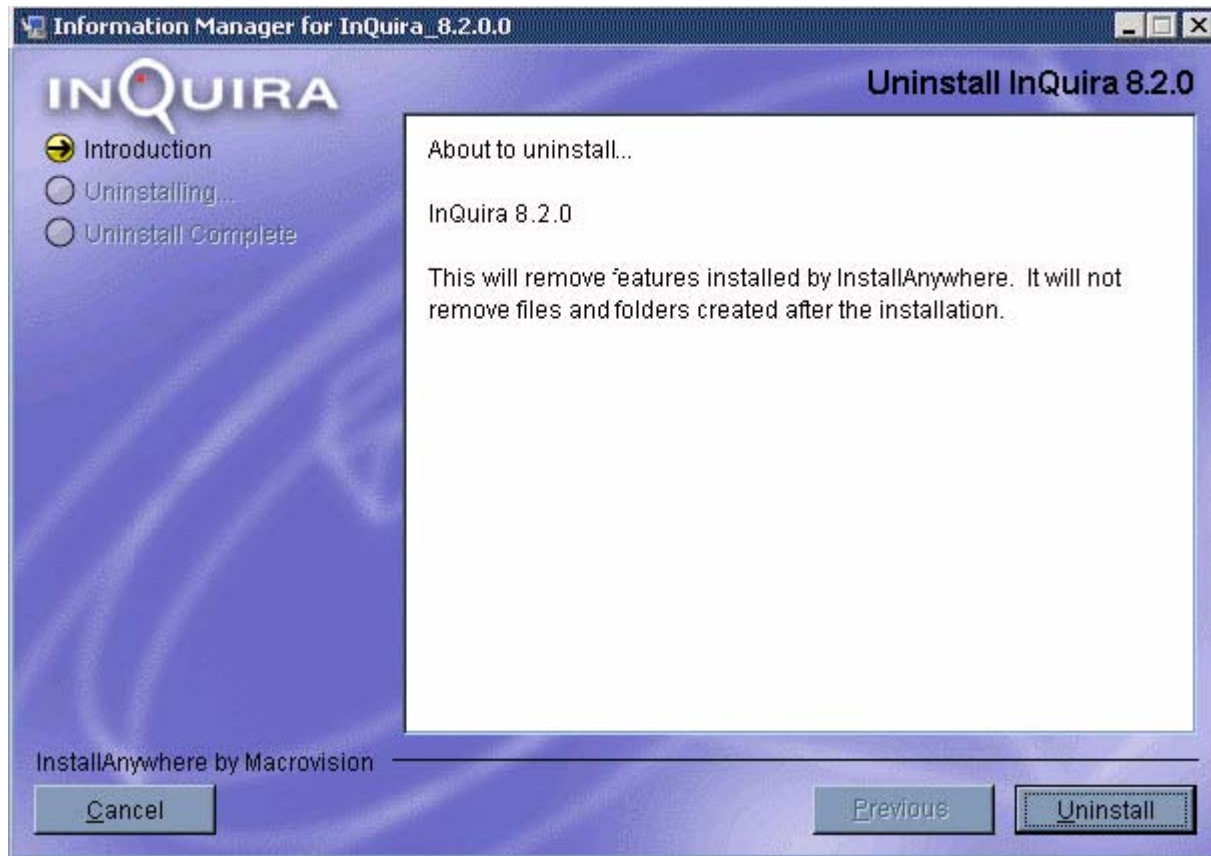 Information Manager for InQuira_8.2.0.0
INQUIRA
Uninstall InQuira 8.2.0
Introduction
Uninstalling...
Uninstall Complete
About to uninstall...
InQuira 8.2.0
This will remove features installed by InstallAnywhere. It will not
remove files and folders created after the installation.
InstallAnywhere by Macrovision
Cancel
Previous
Uninstall